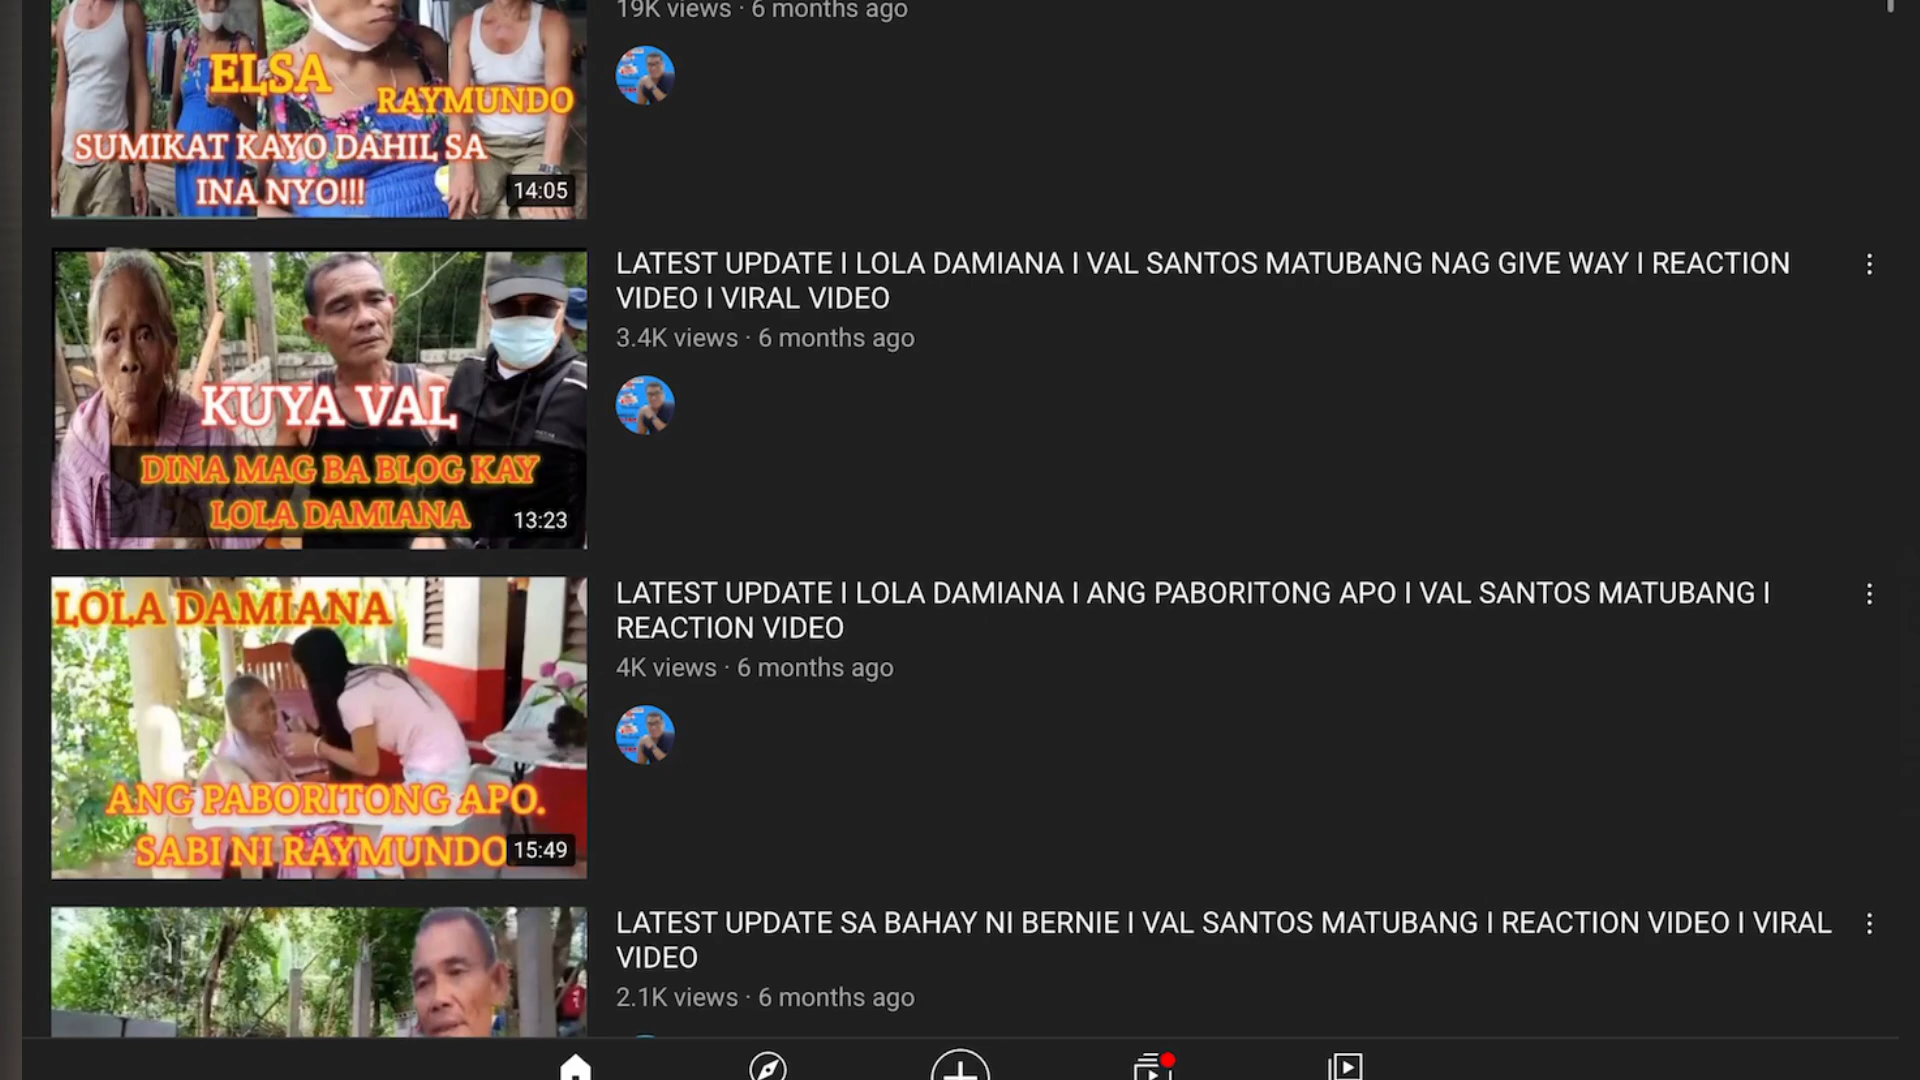 19K views · 6 months ago
ELSA
RAYMUNDO
SUMIKAT KAYO DAHIL SA
INA NYO!!!
14:05
LATEST UPDATE I LOLA DAMIANA I VAL SANTOS MATUBANG NAG GIVE WAY I REACTION
VIDEO I VIRAL VIDEO
3.4K views · 6 months ago
KUYA VAL
DINA MAG BA BLOG KAY
LOLA DAMIANA
13:23
LATEST UPDATE I LOLA DAMIANA I ANG PABORITONG APO I VAL SANTOS MATUBANG I
REACTION VIDEO
4K views · 6 months ago
LOLA DAMIANA
ANG PABORITONG APO.
SABI NI RAYMUNDO
15:49
LATEST UPDATE SA BAHAY NI BERNIE I VAL SANTOS MATUBANG I REACTION VIDEO I VIRAL
VIDEO
2.1K views · 6 months ago